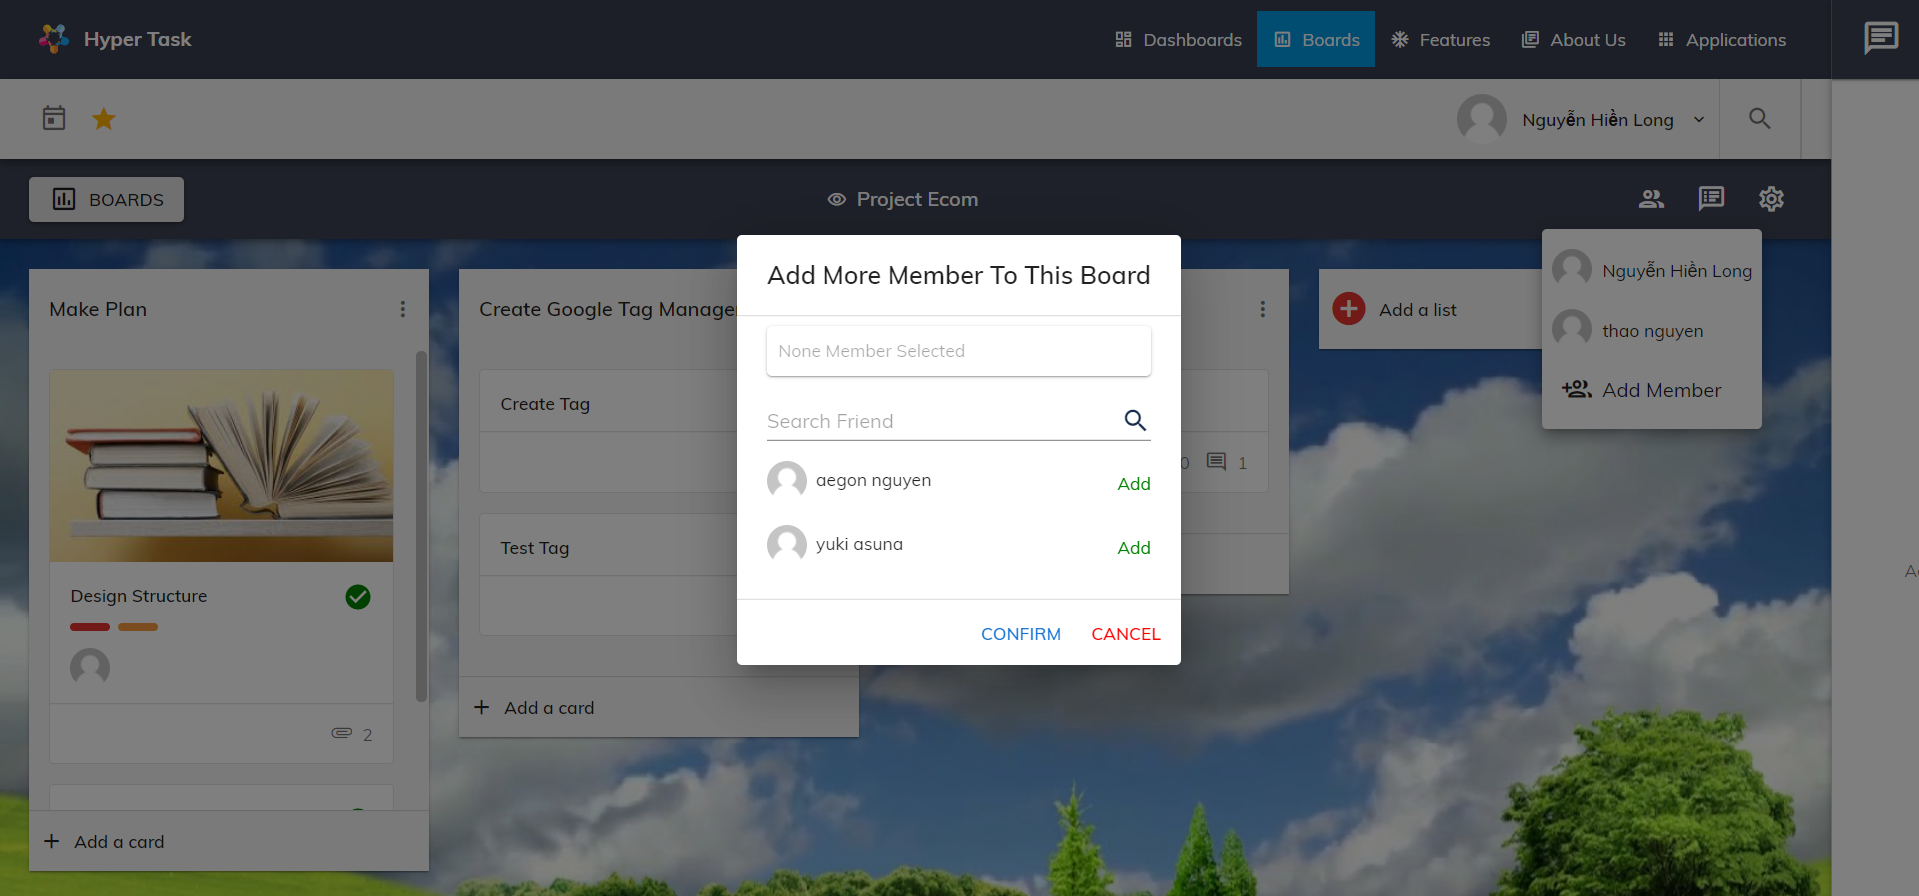 Hyper Task
Dashboards
Boards
Features
About Us
Applications
Nguyễn Hiền Long
BOARDS
Project Ecom
Nguyễn Hiền Long
thao nguyen
Add Member
Make Plan
Design Structure
2
Add a card
Create Google Tag Manager
Create Tag
Test Tag
Add a card
0 1
Add a list
Add More Member To This Board
None Member Selected
Search Friend
aegon nguyen Add
yuki asuna Add
CONFIRM CANCEL